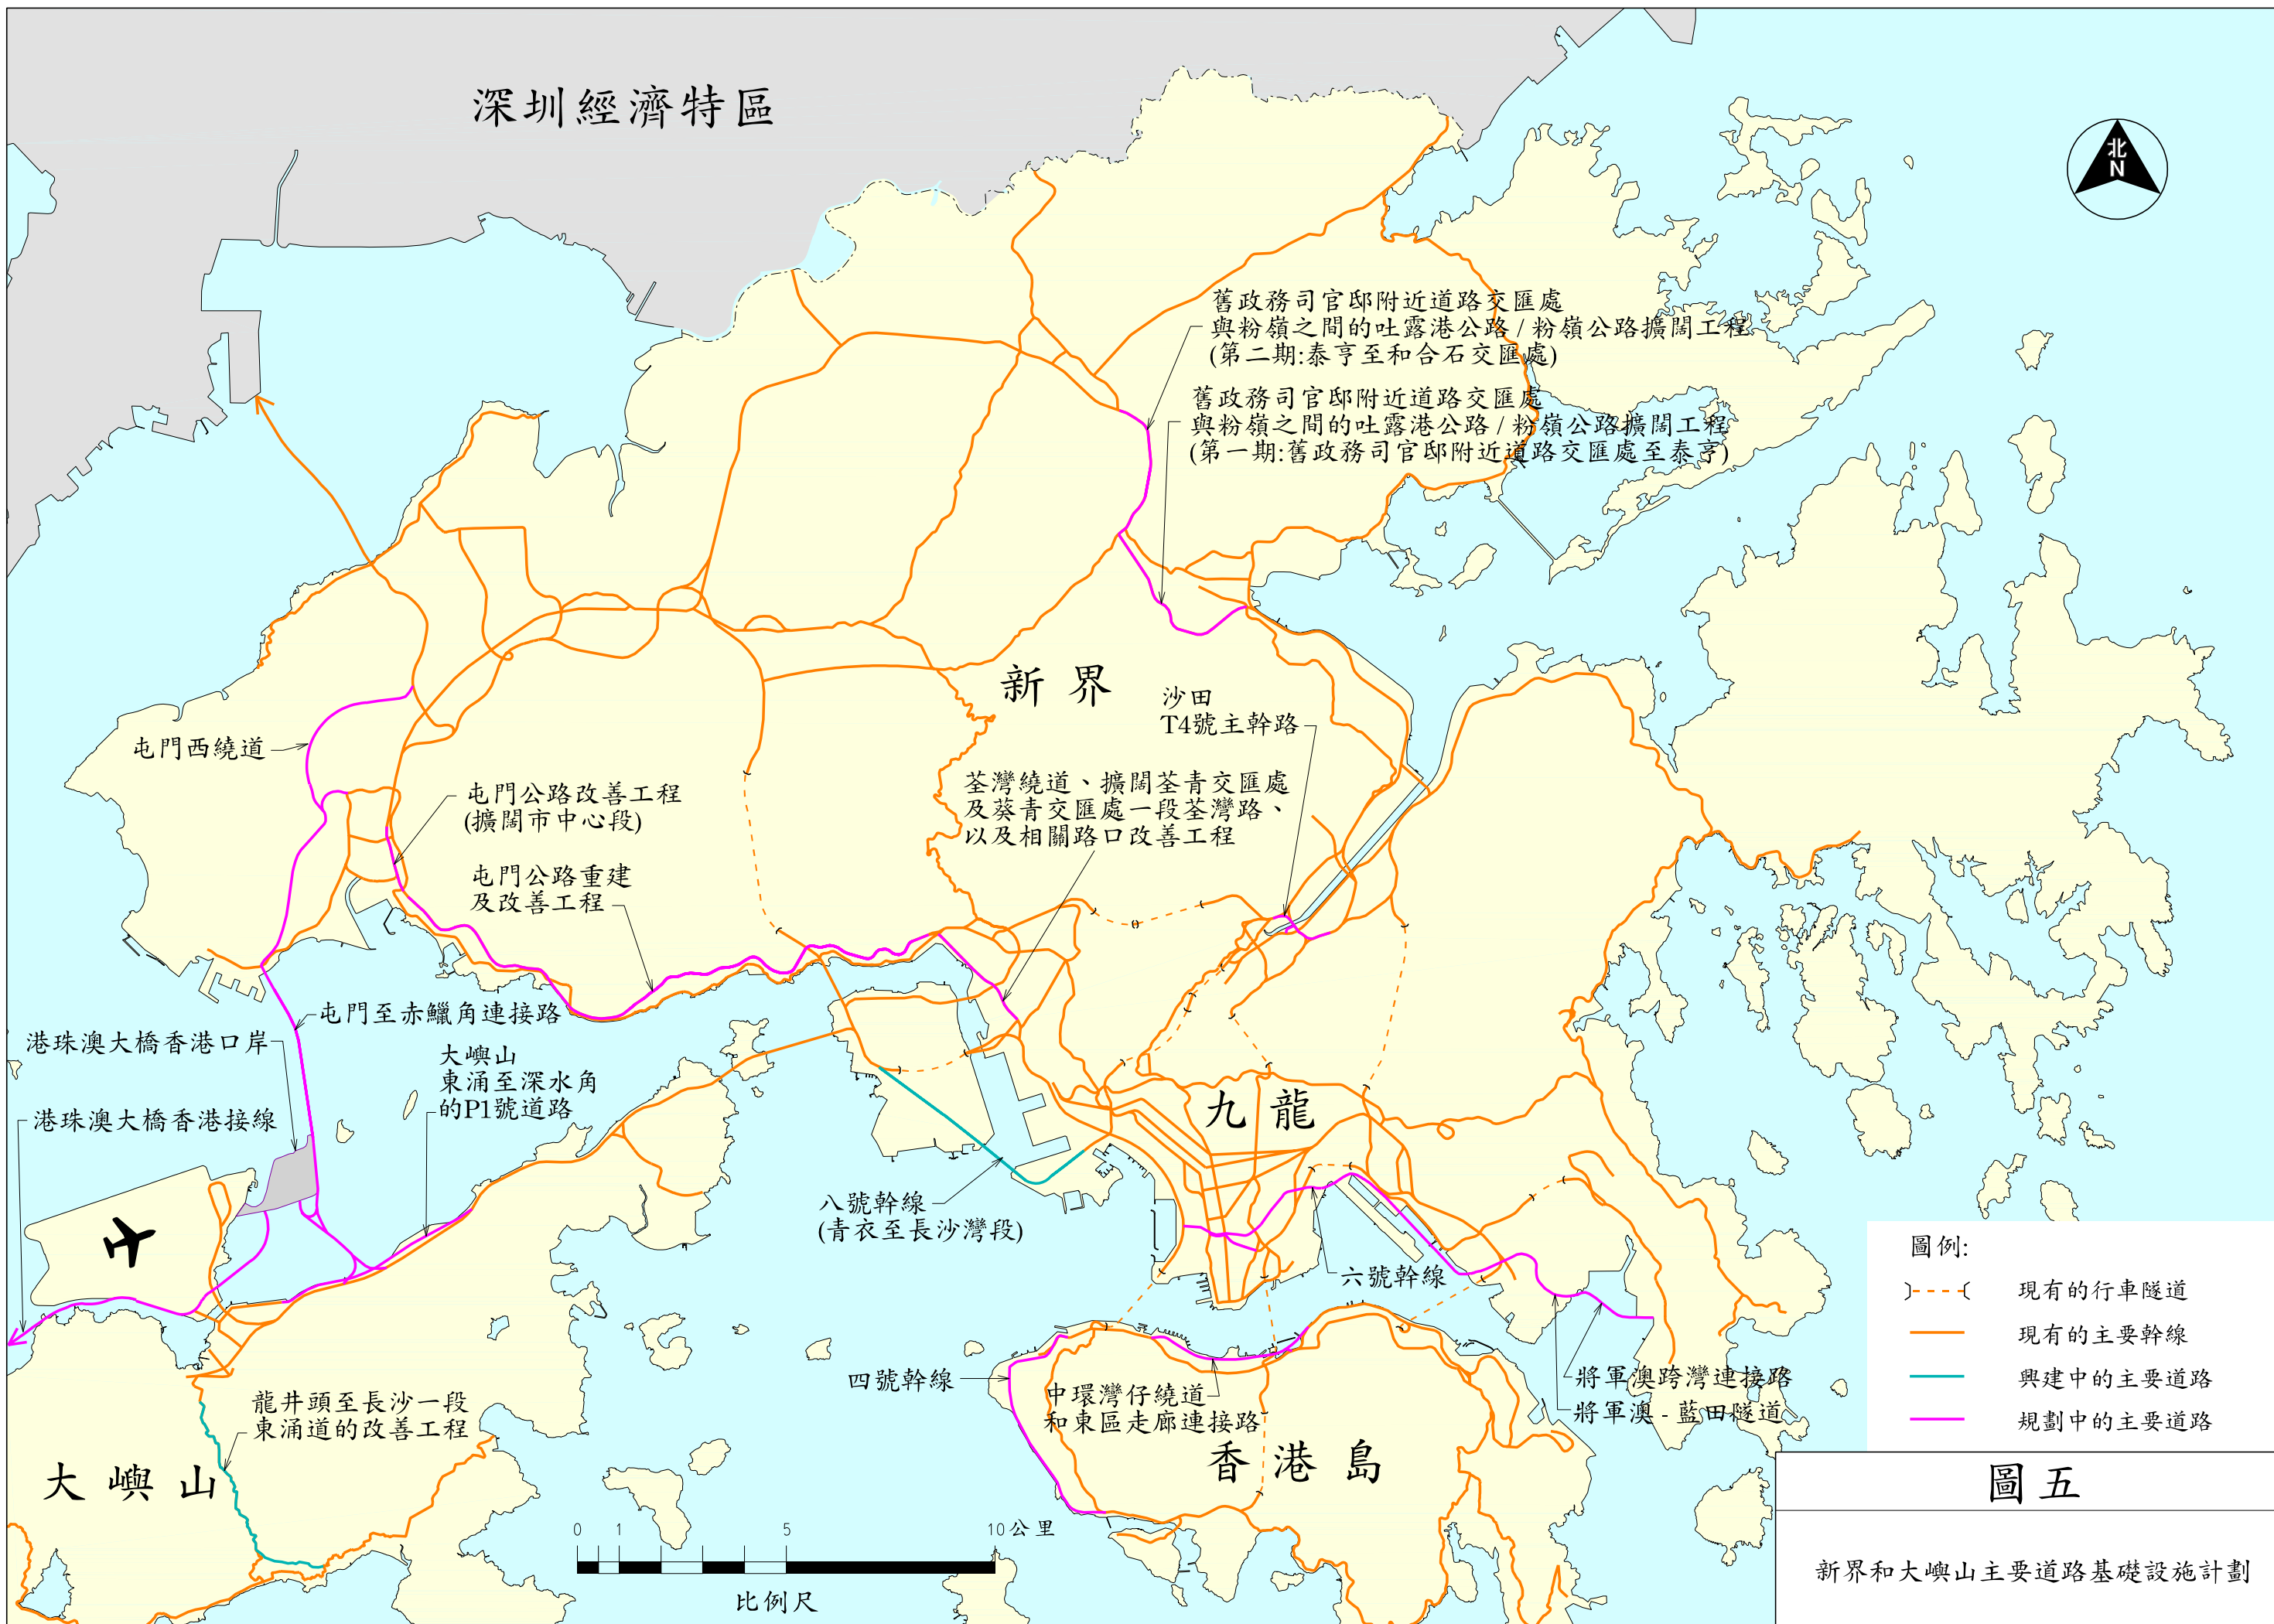 深圳經濟特區
北
N
舊政務司官邸附近道路交匯處
與粉嶺之間的吐露港公路 / 粉嶺公路擴闊工程
(第二期:泰亨至和合石交匯處)
舊政務司官邸附近道路交匯處
與粉嶺之間的吐露港公路 / 粉嶺公路擴闊工程
(第一期:舊政務司官邸附近道路交匯處至泰亨)
新界
沙田
T4號主幹路
屯門西繞道
荃灣繞道、擴闊荃青交匯處
及葵青交匯處一段荃灣路、
以及相關路口改善工程
屯門公路改善工程
(擴闊市中心段)
屯門公路重建
及改善工程
屯門至赤鱲角連接路
港珠澳大橋香港口岸
大嶼山
東涌至深水角
的P1號道路
港珠澳大橋香港接線
九龍
八號幹線
(青衣至長沙灣段)
六號幹線
四號幹線
中環灣仔繞道
和東區走廊連接路
將軍澳跨灣連接路
將軍澳 - 藍田隧道
龍井頭至長沙一段
東涌道的改善工程
香港島
大嶼山
0 1 5 10公里
比例尺
圖例:
現有的行車隧道
現有的主要幹線
興建中的主要道路
規劃中的主要道路
圖五
新界和大嶼山主要道路基礎設施計劃